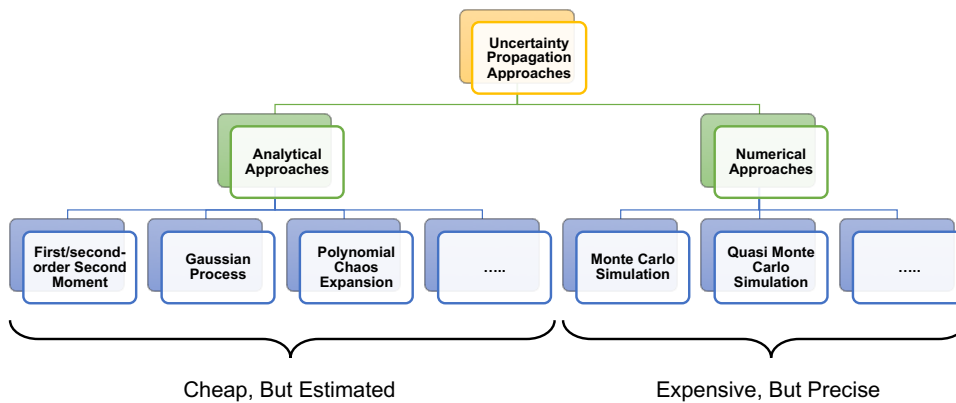 Uncertainty
Propagation
Approaches
Analytical
Approaches
Numerical
Approaches
First/second-
order Second
Moment
Gaussian
Process
Polynomial
Chaos
Expansion
…..
Monte Carlo
Simulation
Quasi Monte
Carlo
Simulation
…..
Cheap, But Estimated
Expensive, But Precise